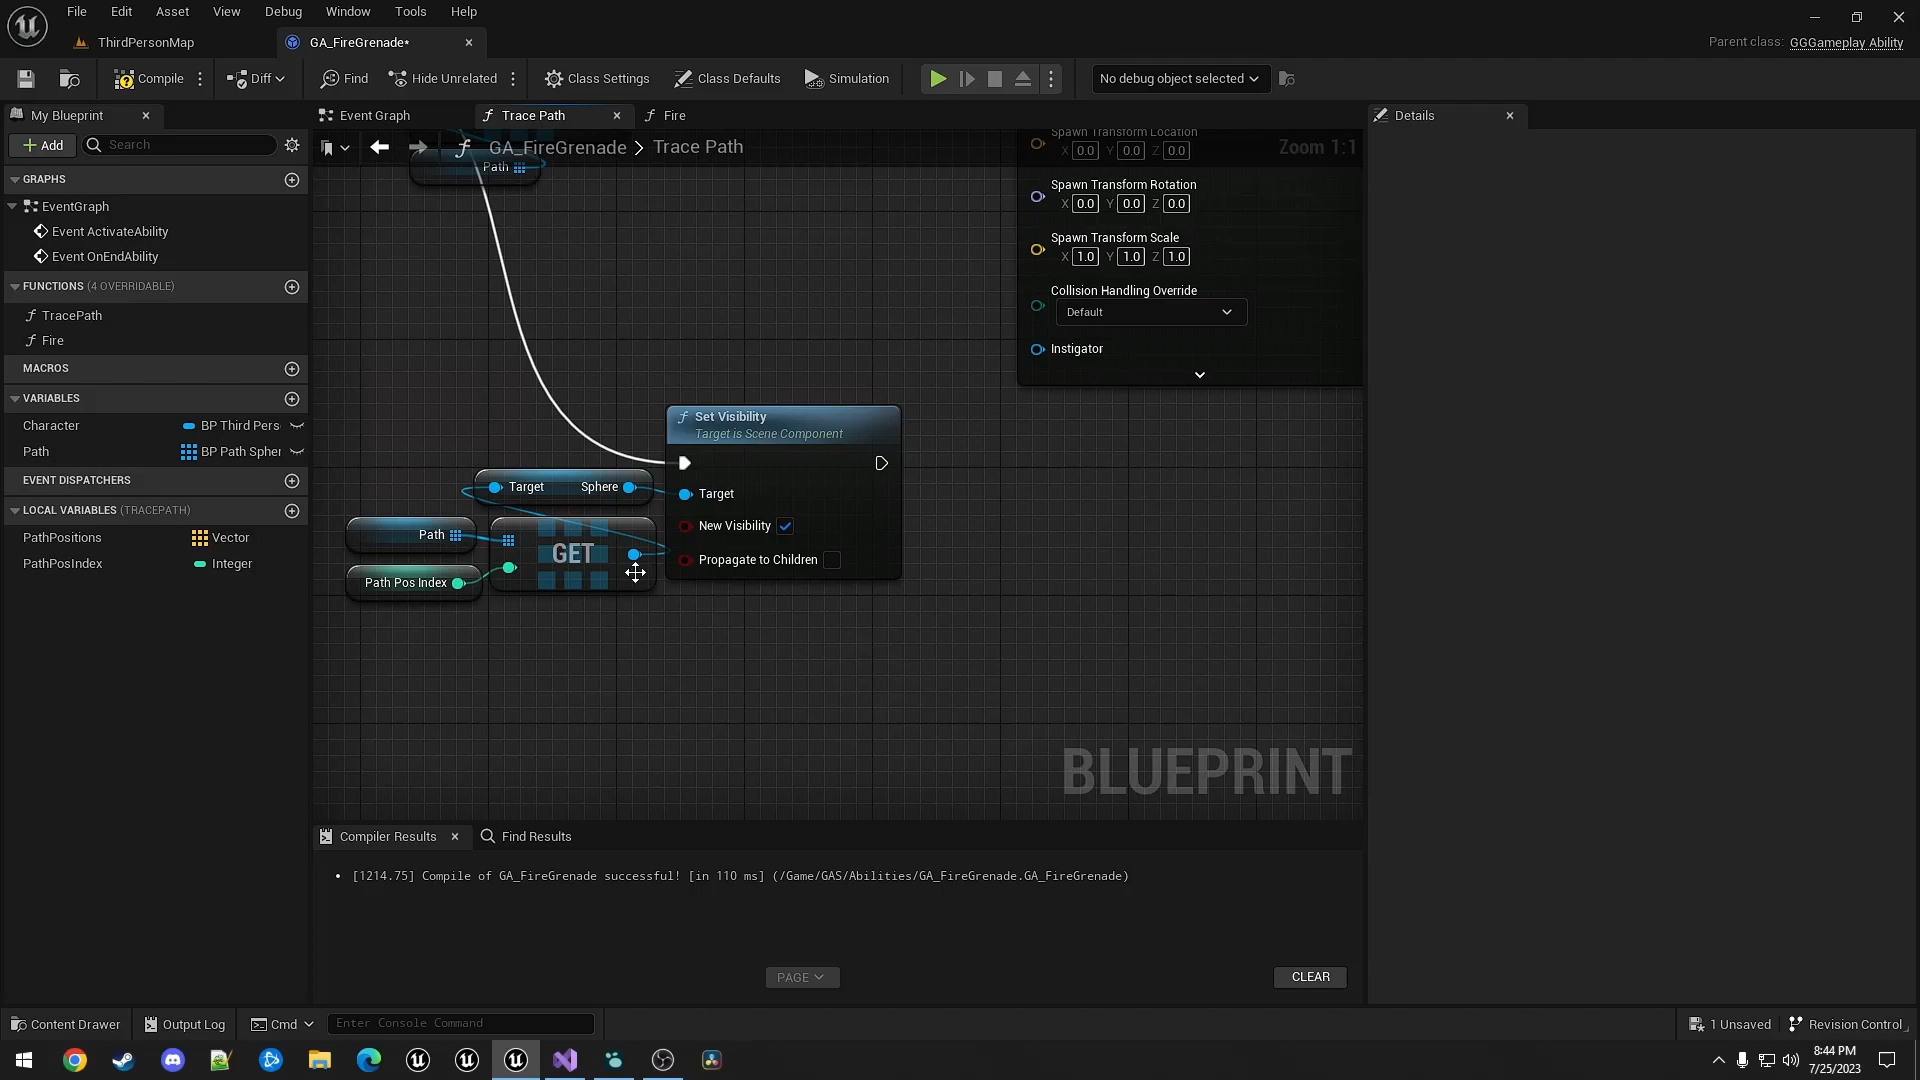 File Edit Asset View Debug Window Tools Help
ThirdPersonMap
GA_FireGrenade*
Parent class: GGGameplay Ability
Compile
Diff
Find
Hide Unrelated
Class Settings
Class Defaults
Simulation
No debug object selected
My Blueprint
Event Graph
Trace Path
Fire
Details
Add
Search
GA_FireGrenade > Trace Path
Zoom 1:1
GRAPHS
EventGraph
Event ActivateAbility
Event OnEndAbility
FUNCTIONS (4 OVERRIDABLE)
TracePath
Fire
MACROS
VARIABLES
Character BP Third Pers
Path BP Path Spher
EVENT DISPATCHERS
LOCAL VARIABLES (TRACEPATH)
PathPositions Vector
PathPosIndex Integer
Path
Spawn Transform Location
X 0.0 Y 0.0 Z 0.0
Spawn Transform Rotation
X 0.0 Y 0.0 Z 0.0
Spawn Transform Scale
X 1.0 Y 1.0 Z 1.0
Collision Handling Override
Default
Instigator
Set Visibility
Target is Scene Component
Target Sphere
Target
Path
GET
New Visibility
Propagate to Children
Path Pos Index
BLUEPRINT
Compiler Results
Find Results
• [1214.75] Compile of GA_FireGrenade successful! [in 110 ms] (/Game/GAS/Abilities/GA_FireGrenade.GA_FireGrenade)
PAGE
CLEAR
Content Drawer
Output Log
Cmd
Enter Console Command
1 Unsaved
Revision Control
8:44 PM
7/25/2023